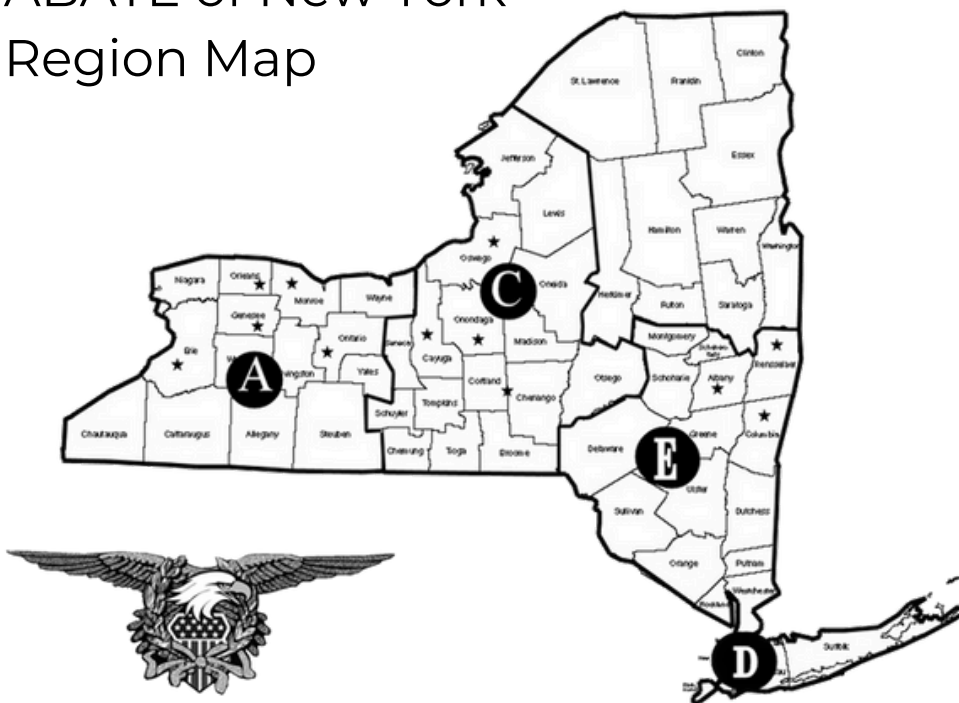 ABATE of New York
Region Map
Clinton
St. Lawrence
Franklin
Essex
Jefferson
Lewis
Hamilton
Warren
Washington
Oswego
Oneida
Herkimer
Fulton
Saratoga
Niagara
Orleans
Monroe
Wayne
C
Genesee
Onondaga
Madison
Montgomery
Erie
Ontario
Seneca
Cayuga
Otsego
Schoharie
Albany
Rensselaer
A
Yates
Cortland
Chenango
Schuyler
Tompkins
Chautauqua
Cattaraugus
Allegany
Steuben
Chemung
Tioga
Broome
Delaware
E
Greene
Columbia
Ulster
Sullivan
Dutchess
Orange
Putnam
Westchester
Rockland
D
Suffolk